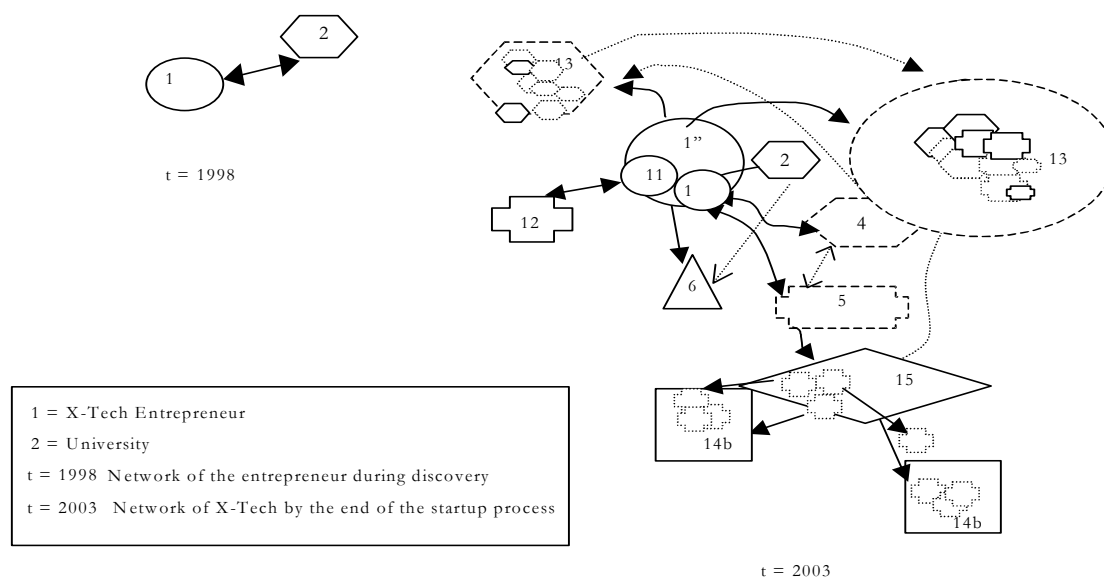 2
1
t = 1998
13
1”
2
11
1
13
12
4
6
5
15
14b
14b
1 = X-Tech Entrepreneur
2 = University
t = 1998 Network of the entrepreneur during discovery
t = 2003 Network of X-Tech by the end of the startup process
t = 2003